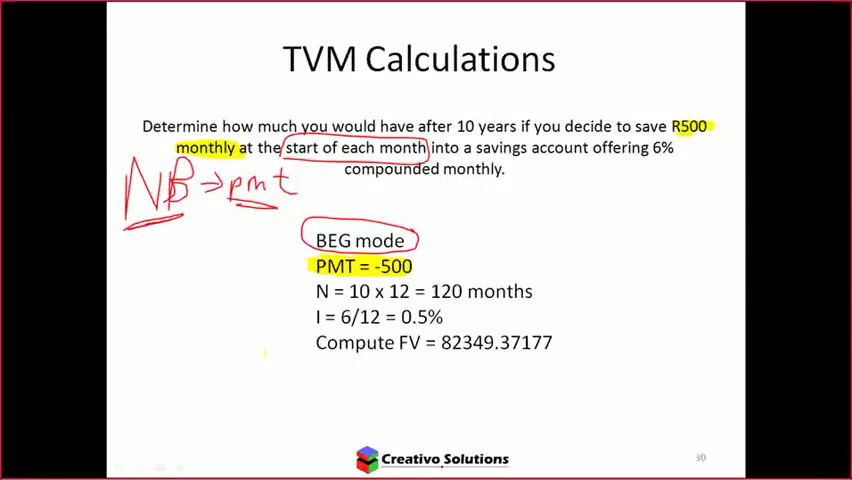 TVM Calculations
Determine how much you would have after 10 years if you decide to save R500
monthly at the start of each month into a savings account offering 6%
compounded monthly.
NB → pmt
BEG mode
PMT = -500
N = 10 x 12 = 120 months
I = 6/12 = 0.5%
Compute FV = 82349.37177
Creativo Solutions
30